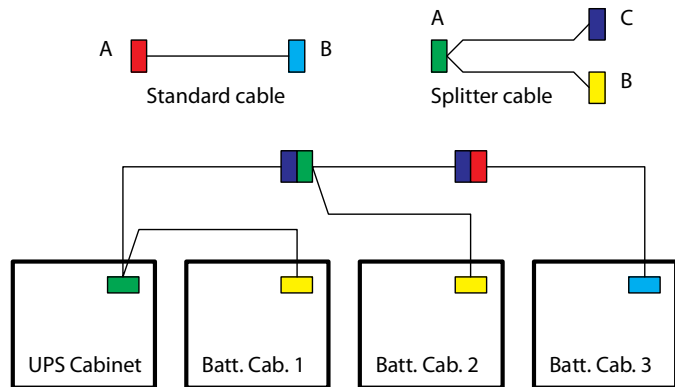 A B
Standard cable
A C
B
Splitter cable
UPS Cabinet
Batt. Cab. 1
Batt. Cab. 2
Batt. Cab. 3